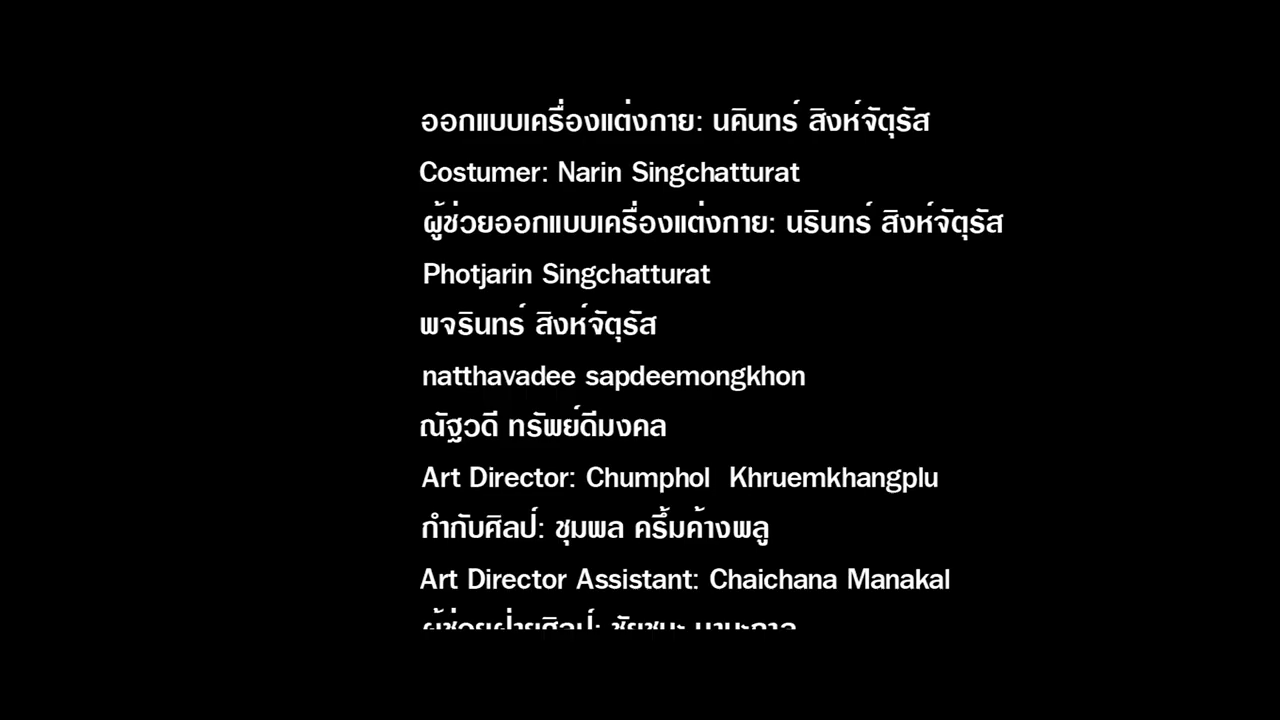 ออกแบบเครื่องแต่งกาย: นคินทร์ สิงห์จัตุรัส
Costumer: Narin Singchatturat
ผู้ช่วยออกแบบเครื่องแต่งกาย: นรินทร์ สิงห์จัตุรัส
Photjarin Singchatturat
พจรินทร์ สิงห์จัตุรัส
natthavadee sapdeemongkhon
ณัฐวดี ทรัพย์ดีมงคล
Art Director: Chumphol Khruemkhangplu
กำกับศิลป์: ชุมพล ครึ้มค้างพลู
Art Director Assistant: Chaichana Manakal
ผู้ช่วยฝ่ายศิลป์: ชัยชนะ มานะกาล